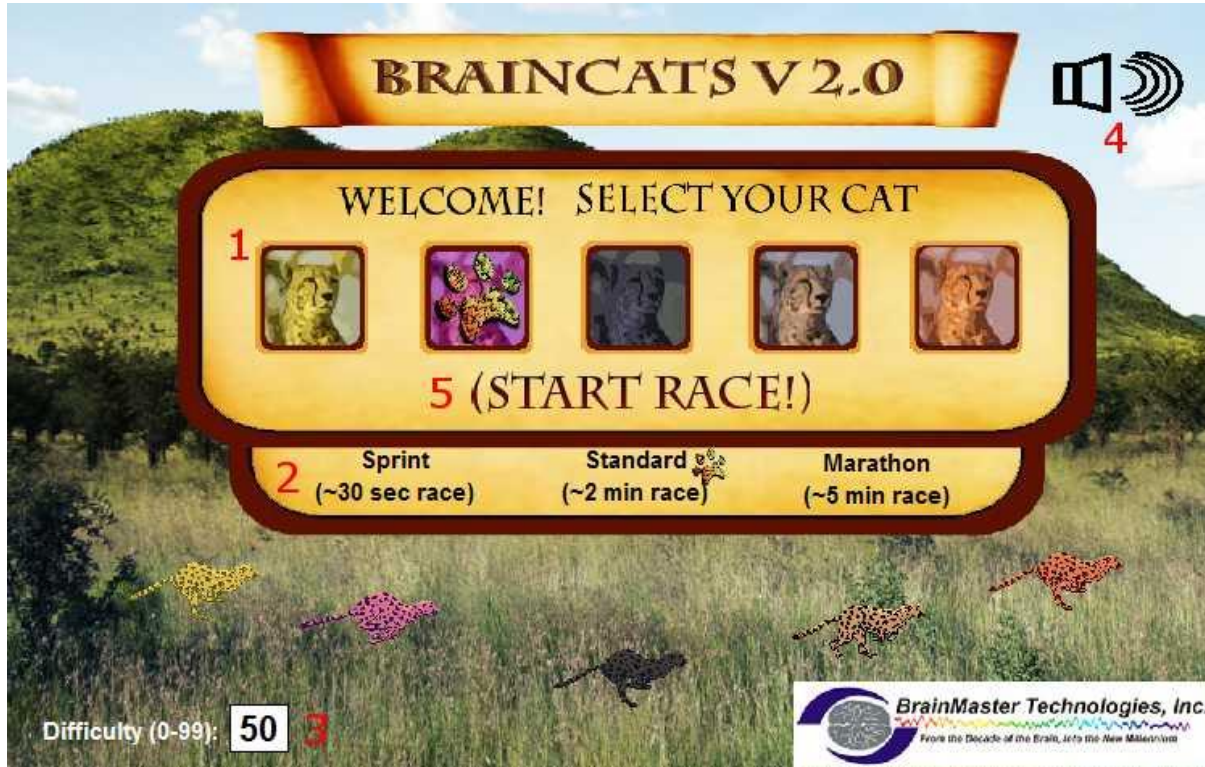 BRAINCATS V 2.0
4
WELCOME! SELECT YOUR CAT
1
5 (START RACE!)
2
Sprint
(~30 sec race)
Standard
(~2 min race)
Marathon
(~5 min race)
Difficulty (0-99): 50 3
BrainMaster Technologies, Inc.
From the Decade of the Brain, into the New Millennium